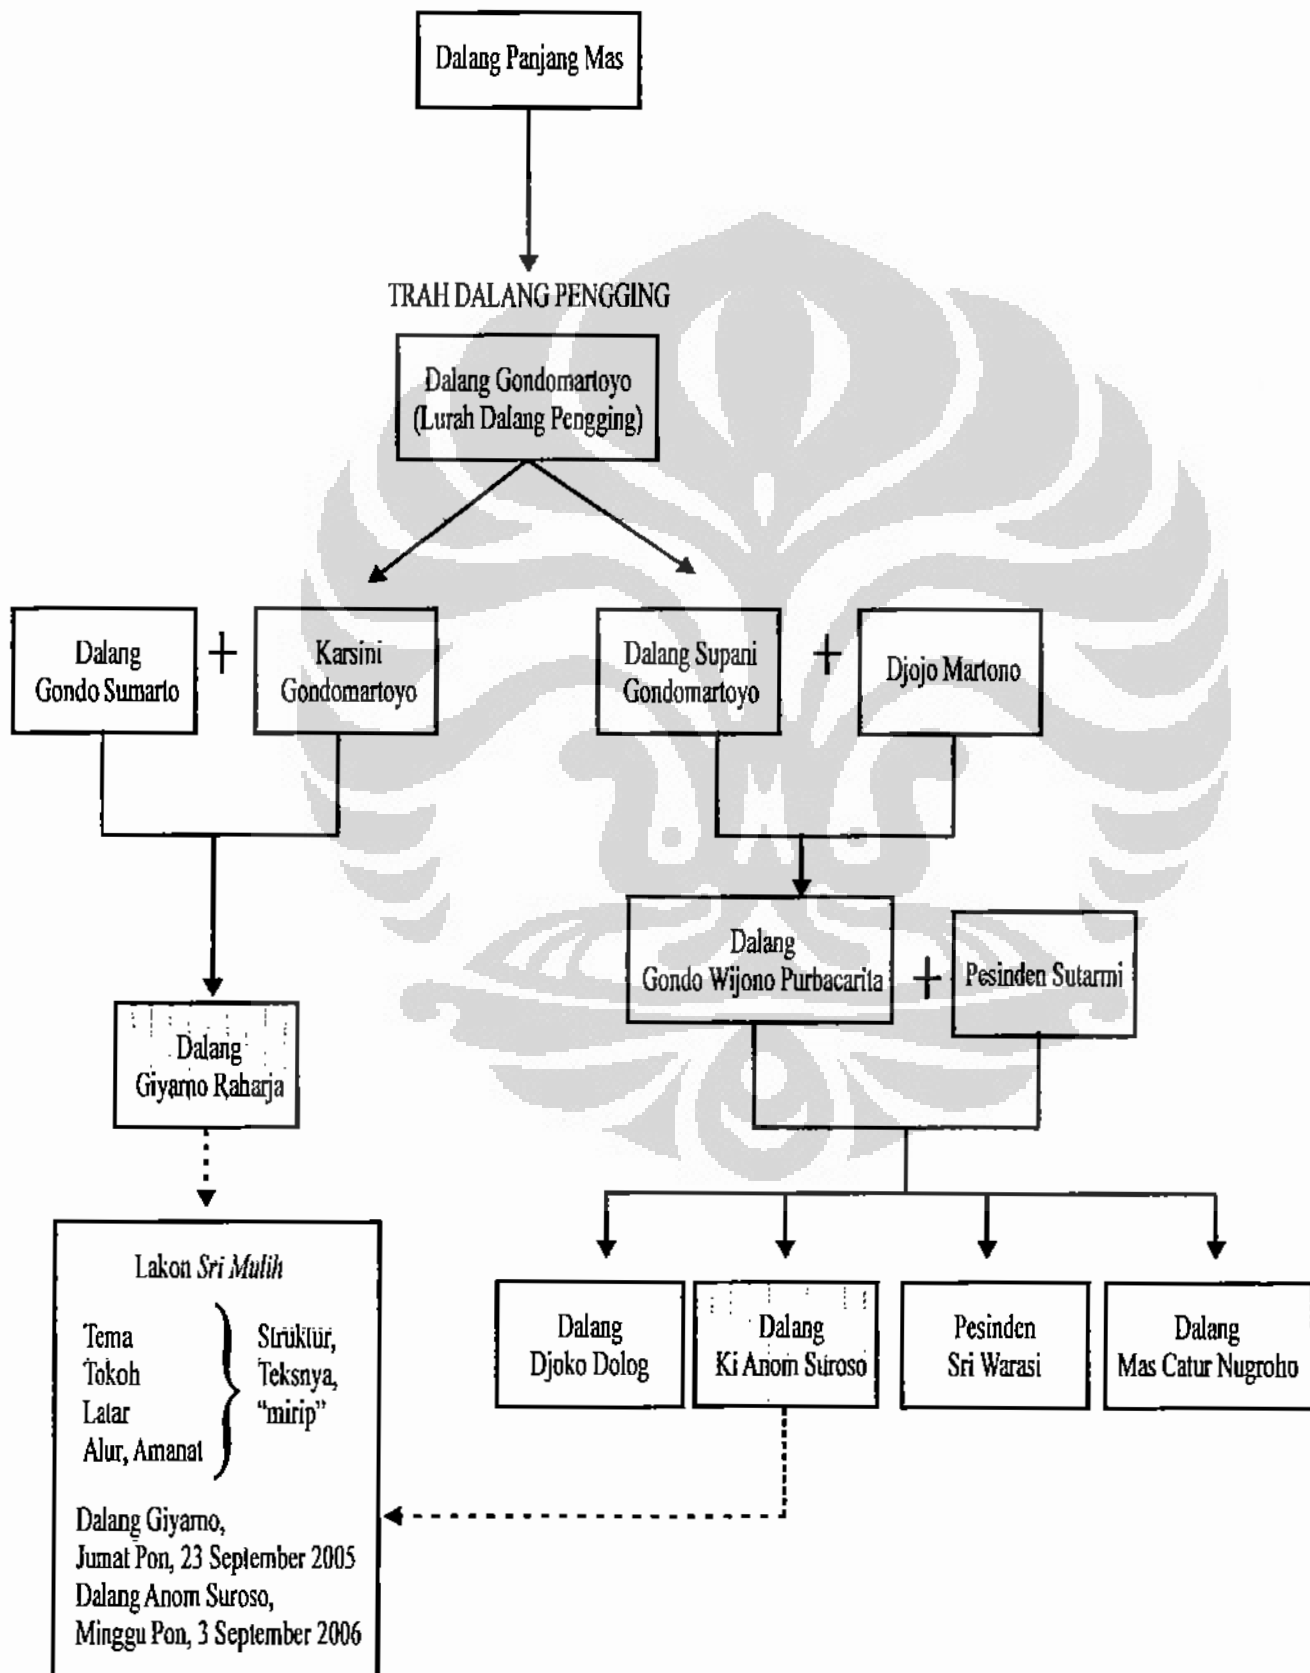 Dalang Panjang Mas
TRAH DALANG PENGGING
Dalang Gondomartoyo
(Lurah Dalang Pengging)
Dalang
Gondo Sumarto
+
Karsini
Gondomartoyo
Dalang Supani
Gondomartoyo
+
Djojo Martono
Dalang
Gondo Wijono Purbacarita
+
Pesinden Sutarmi
Dalang
Giyarno Raharja
Lakon Sri Mulih
Tema
Tokoh
Latar
Alur, Amanat
Struktur,
Teksnya,
“mirip”
Dalang Giyarno,
Jumat Pon, 23 September 2005
Dalang Anom Suroso,
Minggu Pon, 3 September 2006
Dalang
Djoko Dolog
Dalang
Ki Anom Suroso
Pesinden
Sri Warasi
Dalang
Mas Catur Nugroho